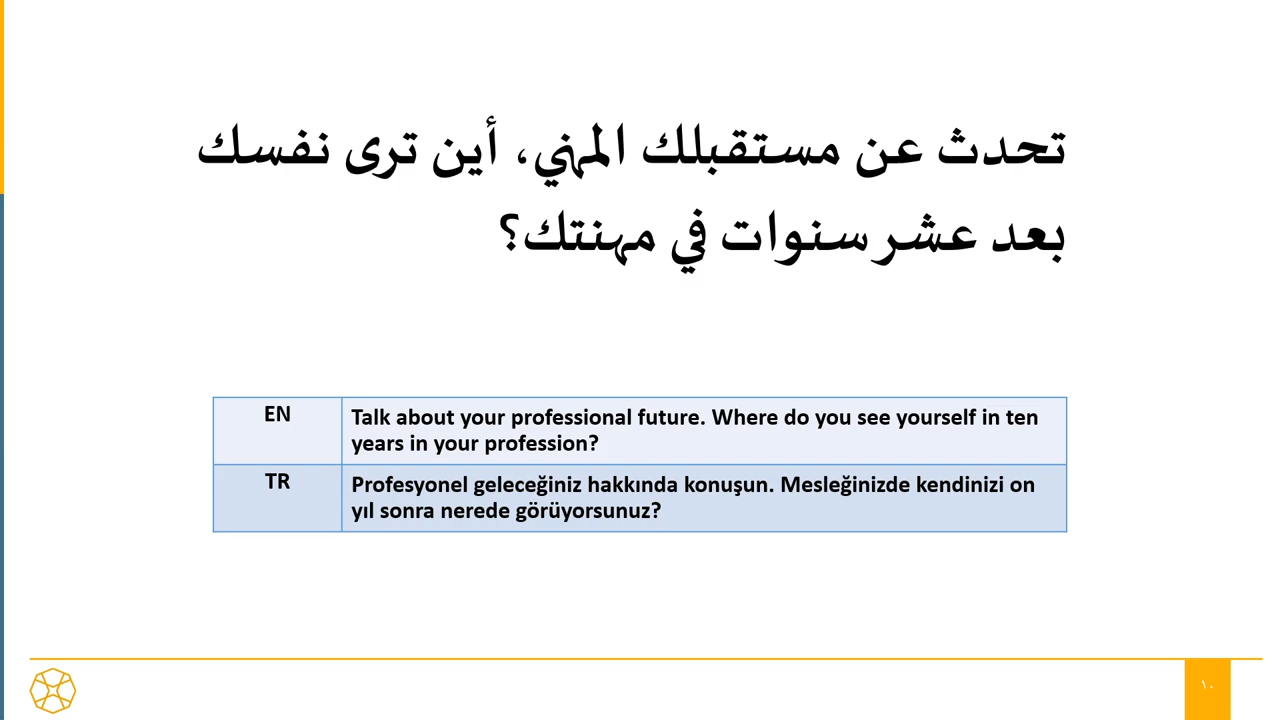 تحدث عن مستقبلك المهني، أين ترى نفسك
بعد عشر سنوات في مهنتك؟
EN
Talk about your professional future. Where do you see yourself in ten
years in your profession?
TR
Profesyonel geleceğiniz hakkında konuşun. Mesleğinizde kendinizi on
yıl sonra nerede görüyorsunuz?
١٠